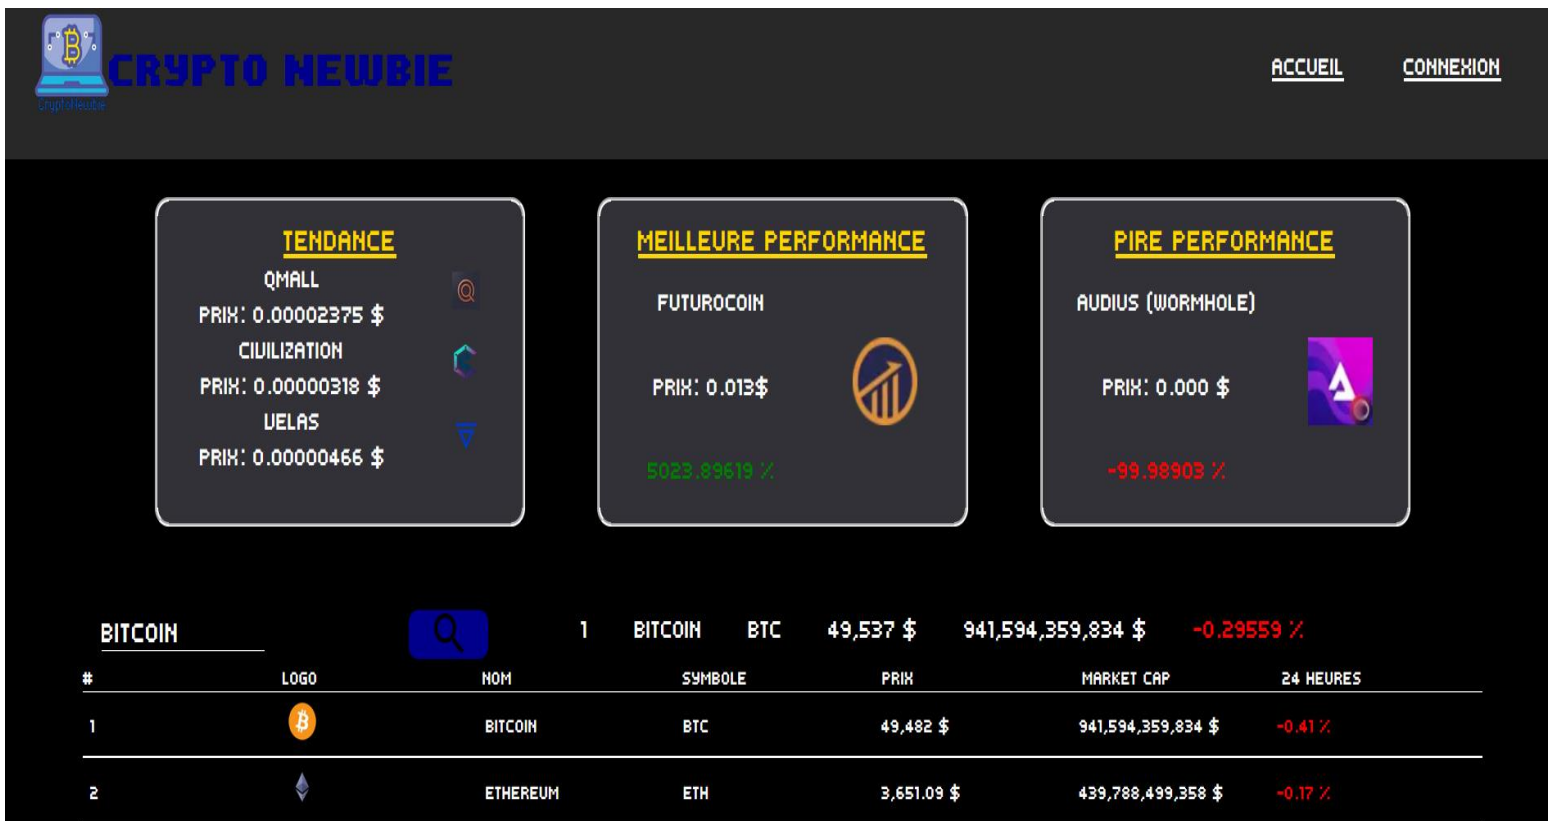 CRYPTO NEWBIE
CryptoNewbie
ACCUEIL CONNEXION
TENDANCE
QMALL
PRIX: 0.00002375 $
CIVILIZATION
PRIX: 0.00000318 $
VELAS
PRIX: 0.00000466 $
MEILLEURE PERFORMANCE
FUTUROCOIN
PRIX: 0.013$
5023.89619 %
PIRE PERFORMANCE
AUDIUS (WORMHOLE)
PRIX: 0.000 $
-99.98903 %
BITCOIN 1 BITCOIN BTC 49,537 $ 941,594,359,834 $ -0.29559 %
# LOGO NOM SYMBOLE PRIX MARKET CAP 24 HEURES
1 BITCOIN BTC 49,482 $ 941,594,359,834 $ -0.41 %
2 ETHEREUM ETH 3,651.09 $ 439,788,499,358 $ -0.17 %